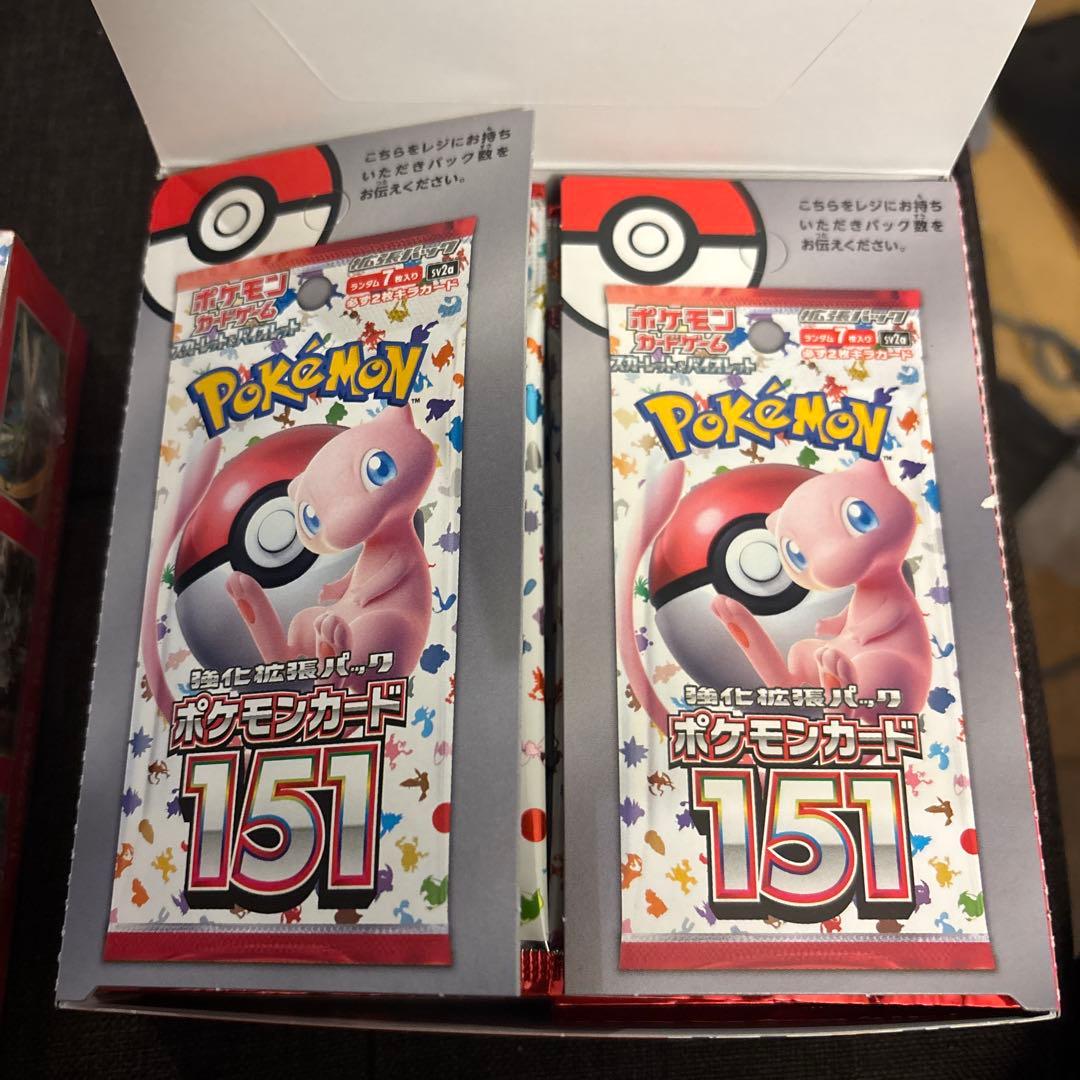 こちらをレジにお持ち
いただきパック数を
お伝えください。
ポケモン
カードゲーム
スカーレット&バイオレット
拡張パック
ランダム7枚入り
sv2a
必ず2枚キラカード
POKéMON
TM
強化拡張パック
ポケモンカード
151
こちらをレジにお持ち
いただきパック数を
お伝えください。
ポケモン
カードゲーム
スカーレット&バイオレット
拡張パック
ランダム7枚入り
sv2a
必ず2枚キラカード
POKéMON
TM
強化拡張パック
ポケモンカード
151